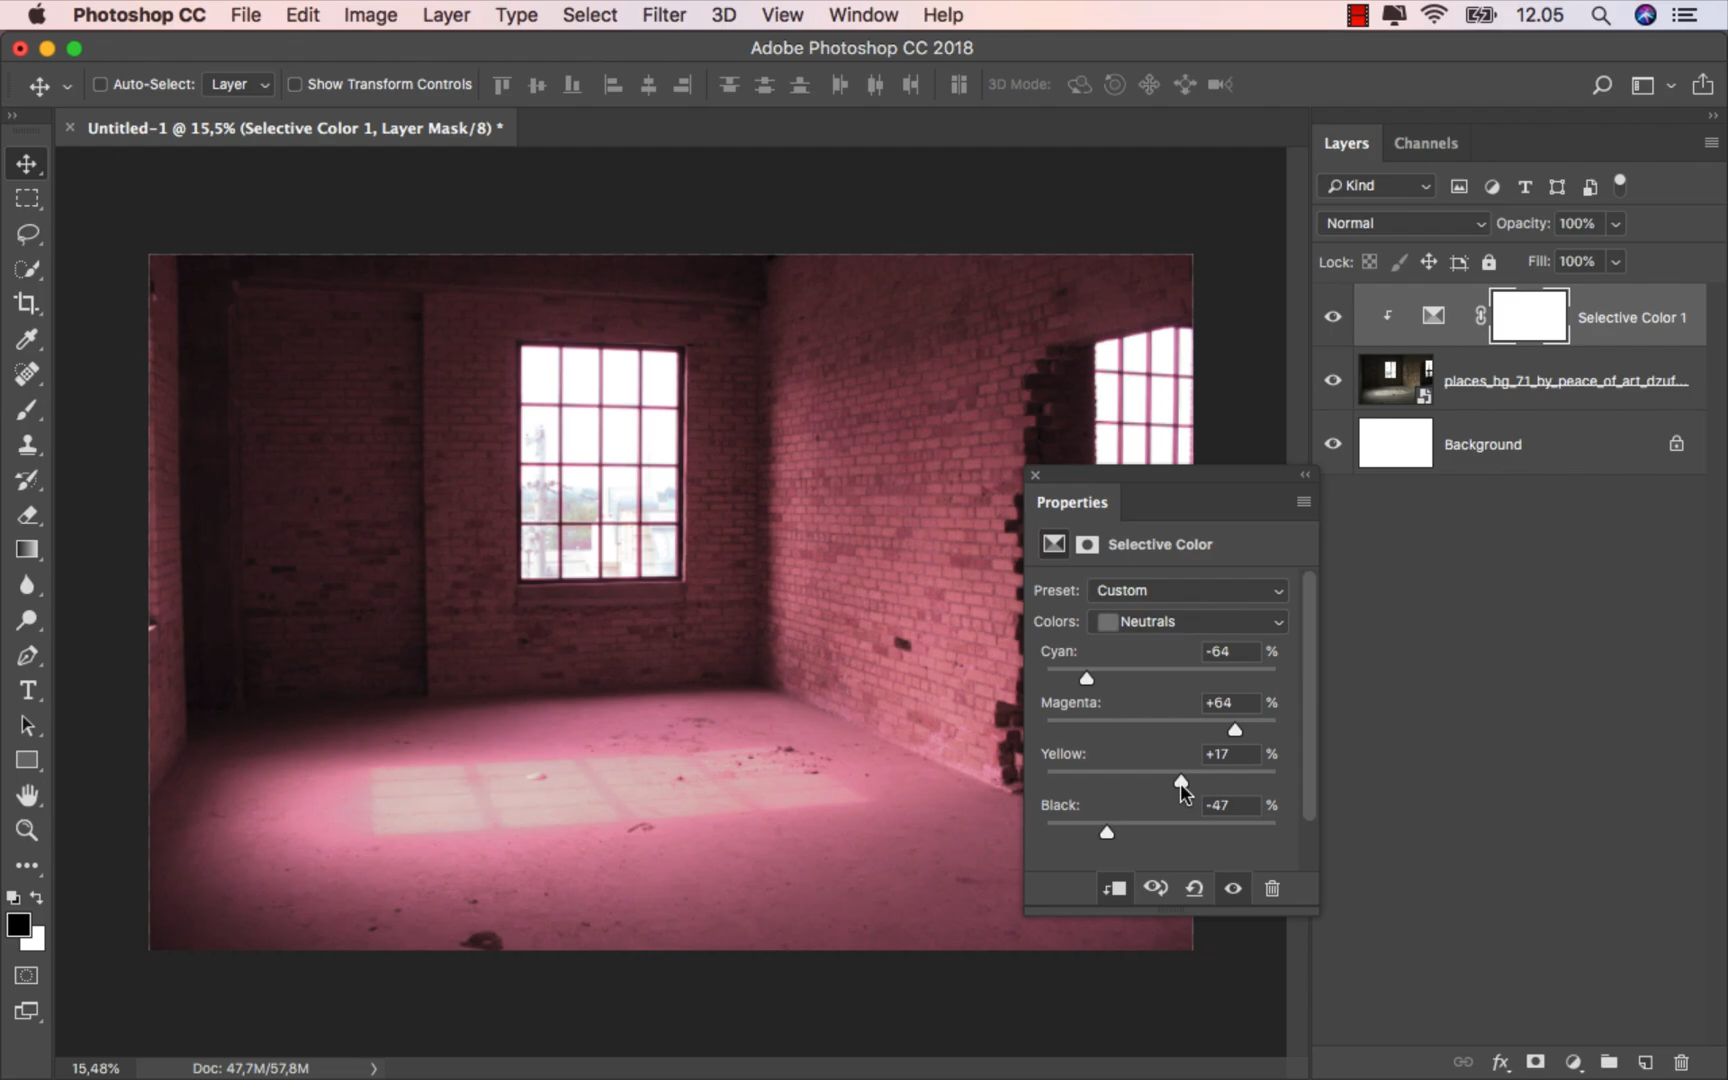 Photoshop CC File Edit Image Layer Type Select Filter 3D View Window Help 12.05
Adobe Photoshop CC 2018
Auto-Select: Layer Show Transform Controls 3D Mode:
Untitled-1 @ 15,5% (Selective Color 1, Layer Mask/8) *
Layers Channels
Kind
Normal Opacity: 100%
Lock: Fill: 100%
Selective Color 1
places_bg_71_by_peace_of_art_dzuf...
Background
Properties
Selective Color
Preset: Custom
Colors: Neutrals
Cyan: -64 %
Magenta: +64 %
Yellow: +17 %
Black: -47 %
15,48% Doc: 47,7M/57,8M